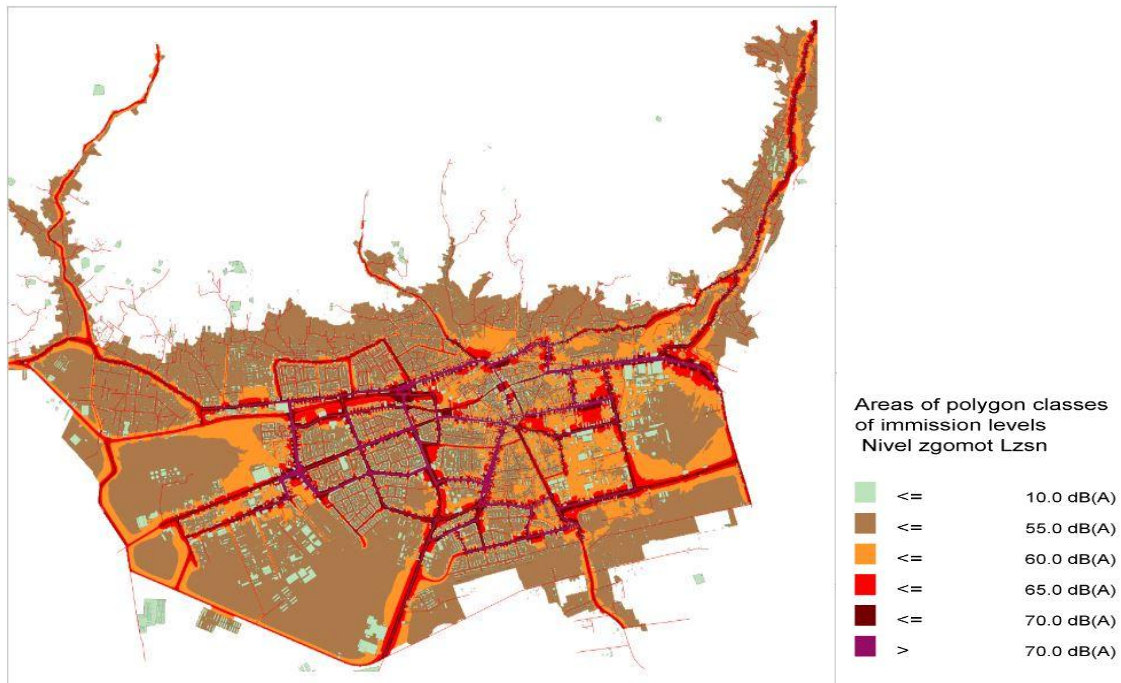 Areas of polygon classes
of immission levels
Nivel zgomot Lzsn
<= 10.0 dB(A)
<= 55.0 dB(A)
<= 60.0 dB(A)
<= 65.0 dB(A)
<= 70.0 dB(A)
> 70.0 dB(A)